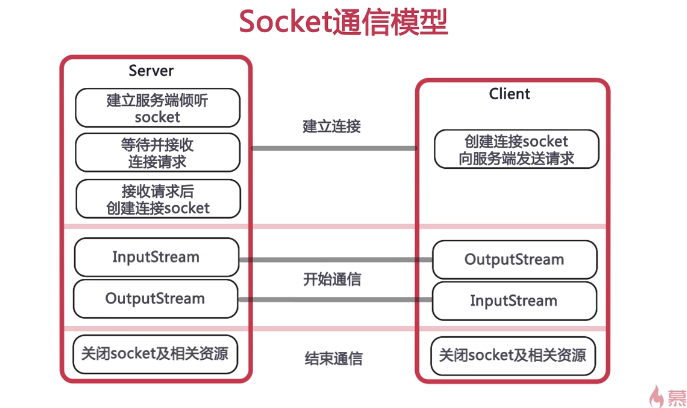 Socket通信模型
Server
建立服务端倾听
socket
等待并接收
连接请求
接收请求后
创建连接socket
建立连接
Client
创建连接socket
向服务端发送请求
InputStream
OutputStream
开始通信
OutputStream
InputStream
关闭socket及相关资源
结束通信
关闭socket及相关资源
慕